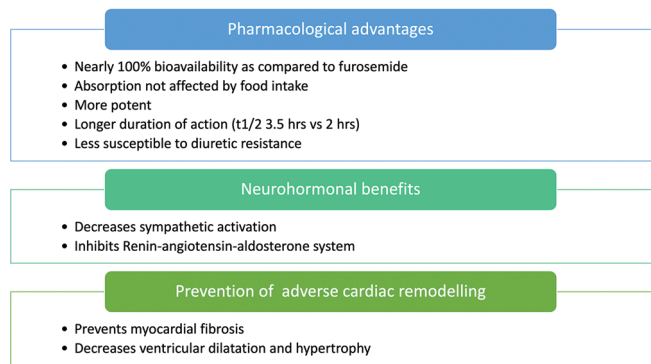 Pharmacological advantages
• Nearly 100% bioavailability as compared to furosemide
• Absorption not affected by food intake
• More potent
• Longer duration of action (t1/2 3.5 hrs vs 2 hrs)
• Less susceptible to diuretic resistance
Neurohormonal benefits
• Decreases sympathetic activation
• Inhibits Renin-angiotensin-aldosterone system
Prevention of adverse cardiac remodelling
• Prevents myocardial fibrosis
• Decreases ventricular dilatation and hypertrophy